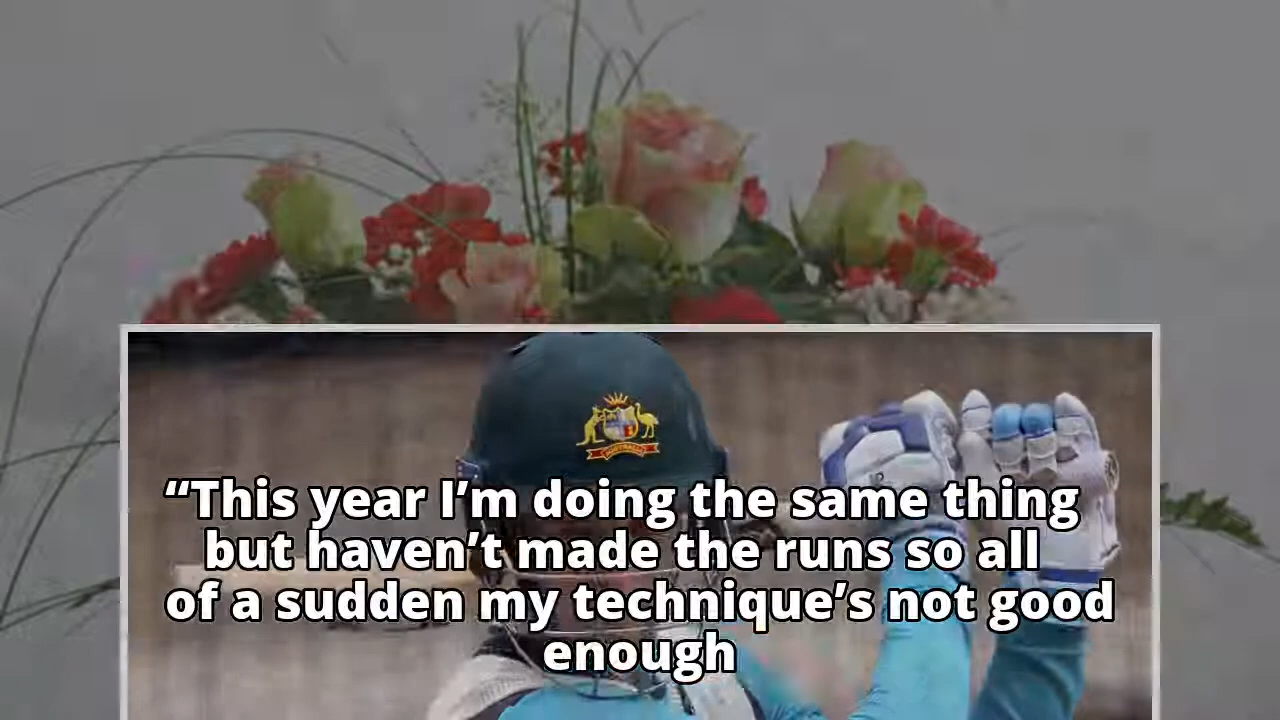 AUSTRALIA
“This year I’m doing the same thing
but haven’t made the runs so all
of a sudden my technique’s not good
enough